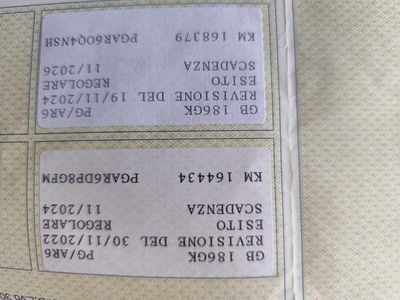 GB 186GK PG/AR6
REVISIONE DEL 30/11/2022
ESITO REGOLARE
SCADENZA 11/2024
KM 164434 PGAR6DP8GFM
GB 186GK PG/AR6
REVISIONE DEL 19/11/2024
ESITO REGOLARE
SCADENZA 11/2026
KM 168379 PGAR60Q4NSH